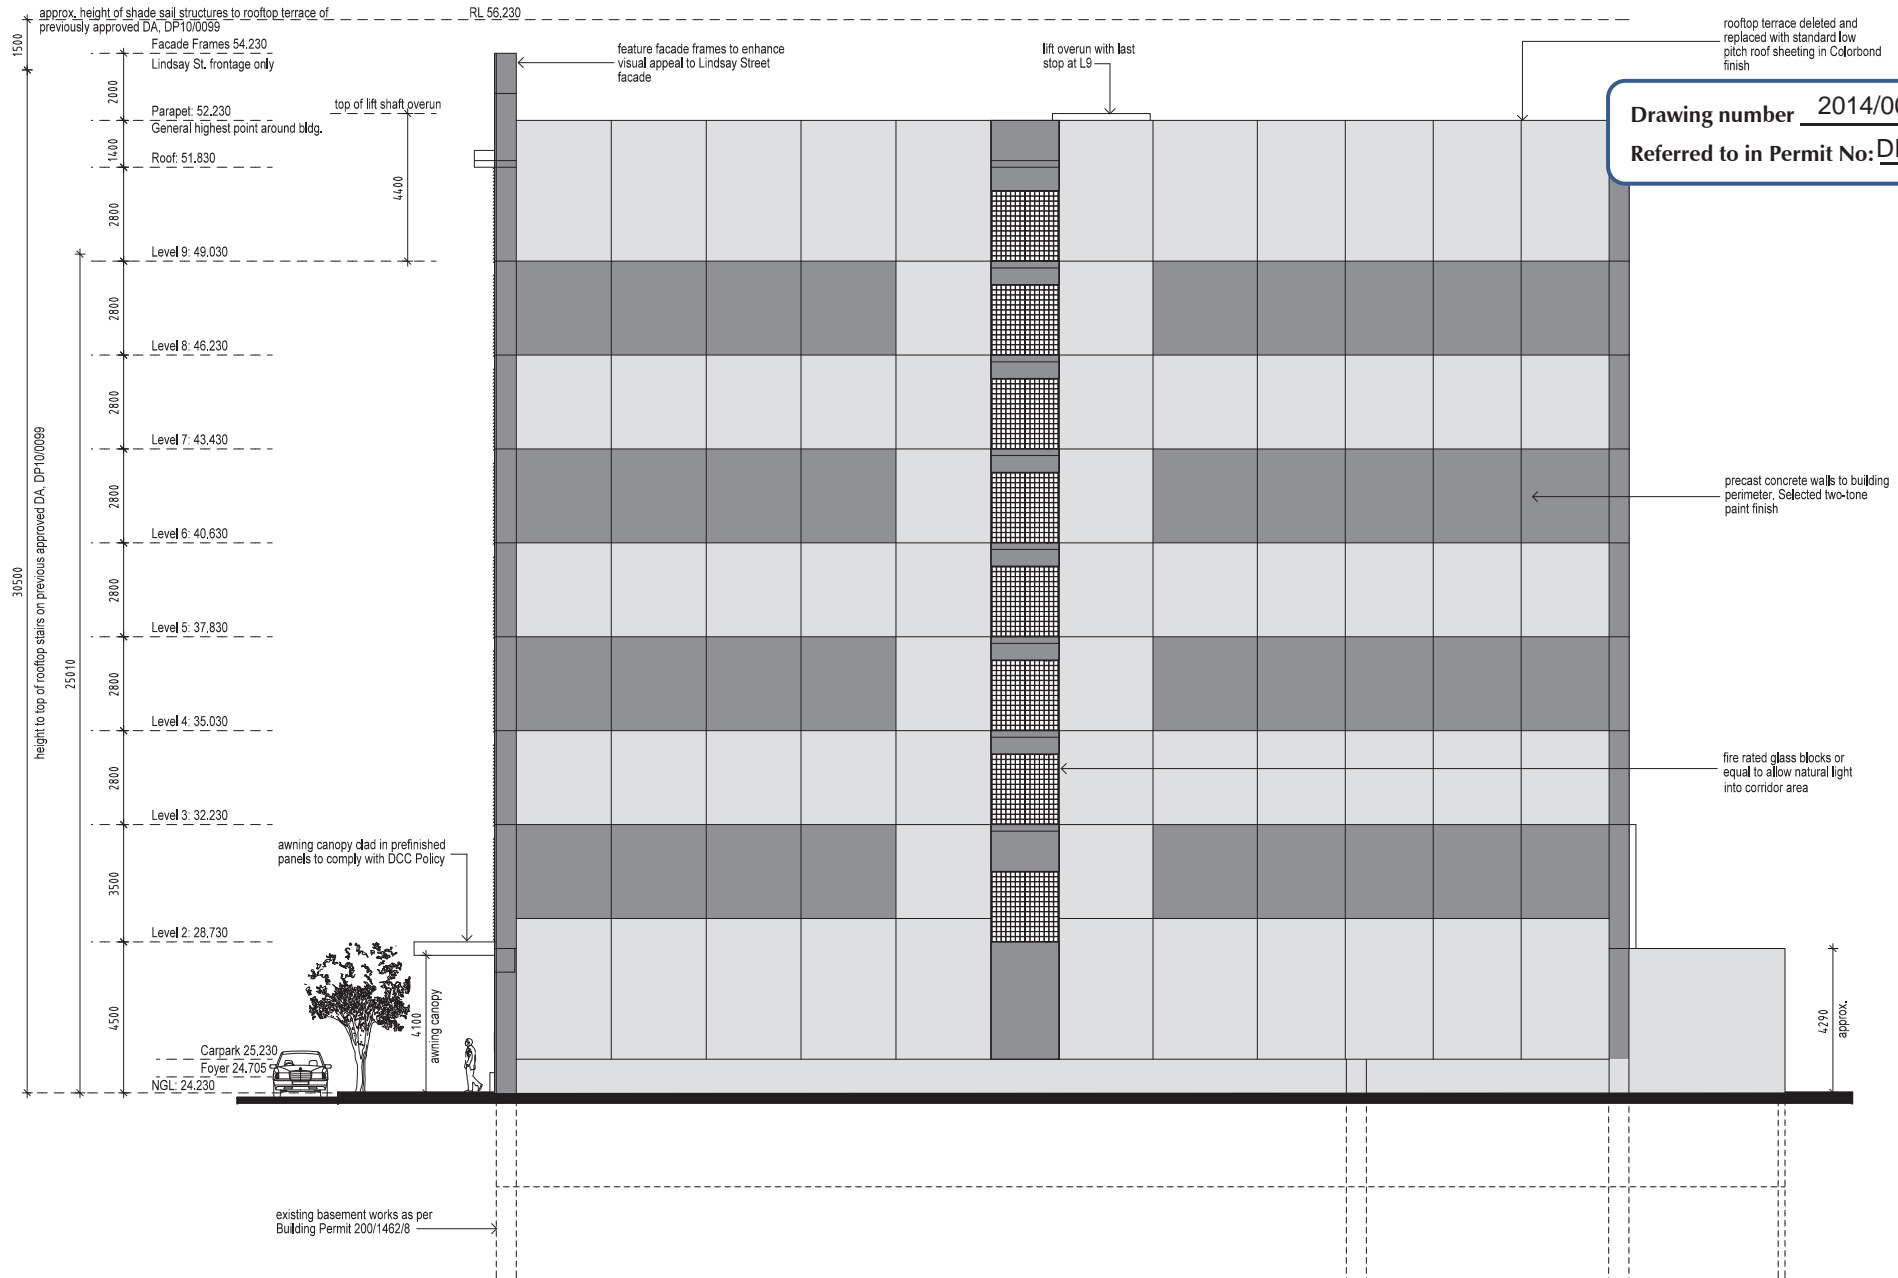 approx. height of shade sail structures to rooftop terrace of
previously approved DA, DP10/0099
RL 56.230
1500
Facade Frames 54.230
Lindsay St. frontage only
2000
Parapet: 52.230
General highest point around bldg.
1400
Roof: 51.830
2800
Level 9: 49.030
2800
Level 8: 46.230
2800
Level 7: 43.430
2800
Level 6: 40.630
2800
Level 5: 37.830
2800
Level 4: 35.030
2800
Level 3: 32.230
3500
Level 2: 28.730
4500
Carpark 25.230
Foyer 24.705
NGL: 24.230
30500
height to top of rooftop stairs on previous approved DA, DP10/0099
25010
top of lift shaft overun
4400
feature facade frames to enhance
visual appeal to Lindsay Street
facade
lift overun with last
stop at L9
rooftop terrace deleted and
replaced with standard low
pitch roof sheeting in Colorbond
finish
Drawing number 2014/00
Referred to in Permit No:
precast concrete walls to building
perimeter. Selected two-tone
paint finish
fire rated glass blocks or
equal to allow natural light
into corridor area
awning canopy clad in prefinished
panels to comply with DCC Policy
4100
awning canopy
4290
approx.
existing basement works as per
Building Permit 200/1462/8